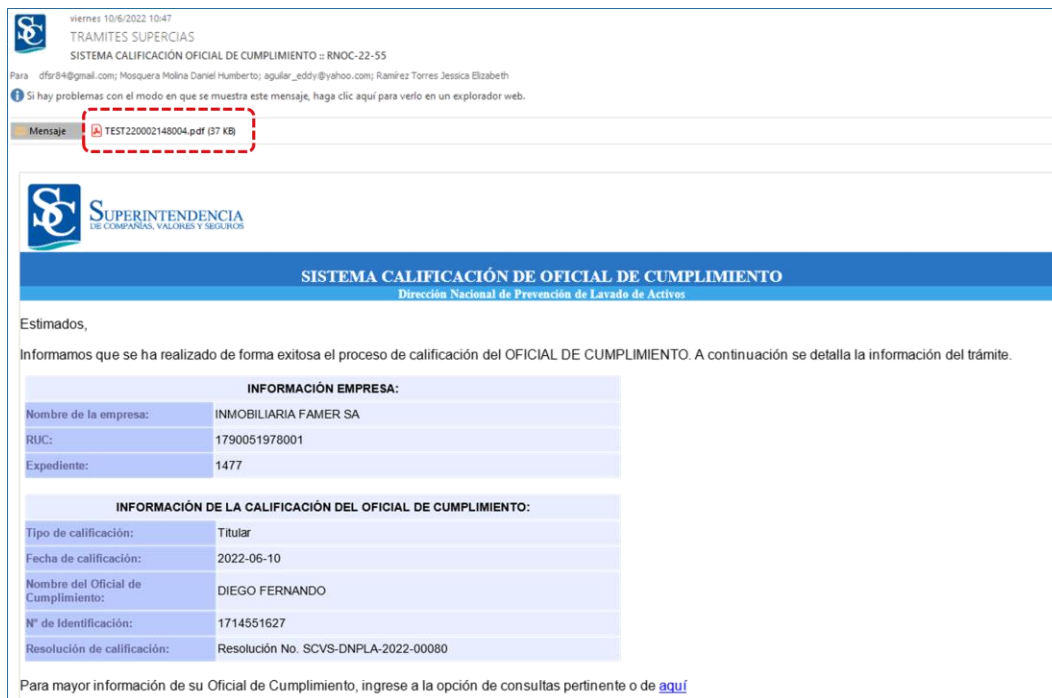 SC
viernes 10/6/2022 10:47
TRAMITES SUPERCIAS
SISTEMA CALIFICACIÓN OFICIAL DE CUMPLIMIENTO :: RNOC-22-55
Para dfsr84@gmail.com; Mosquera Molina Daniel Humberto; aguilar_eddy@yahoo.com; Ramírez Torres Jessica Elizabeth
Si hay problemas con el modo en que se muestra este mensaje, haga clic aquí para verlo en un explorador web.
Mensaje TEST220002148004.pdf (37 KB)
SC SUPERINTENDENCIA
DE COMPAÑÍAS, VALORES Y SEGUROS
SISTEMA CALIFICACIÓN DE OFICIAL DE CUMPLIMIENTO
Dirección Nacional de Prevención de Lavado de Activos
Estimados,
Informamos que se ha realizado de forma exitosa el proceso de calificación del OFICIAL DE CUMPLIMIENTO. A continuación se detalla la información del trámite.
INFORMACIÓN EMPRESA:
Nombre de la empresa: INMOBILIARIA FAMER SA
RUC: 1790051978001
Expediente: 1477
INFORMACIÓN DE LA CALIFICACIÓN DEL OFICIAL DE CUMPLIMIENTO:
Tipo de calificación: Titular
Fecha de calificación: 2022-06-10
Nombre del Oficial de
Cumplimiento: DIEGO FERNANDO
N° de Identificación: 1714551627
Resolución de calificación: Resolución No. SCVS-DNPLA-2022-00080
Para mayor información de su Oficial de Cumplimiento, ingrese a la opción de consultas pertinente o de aquí